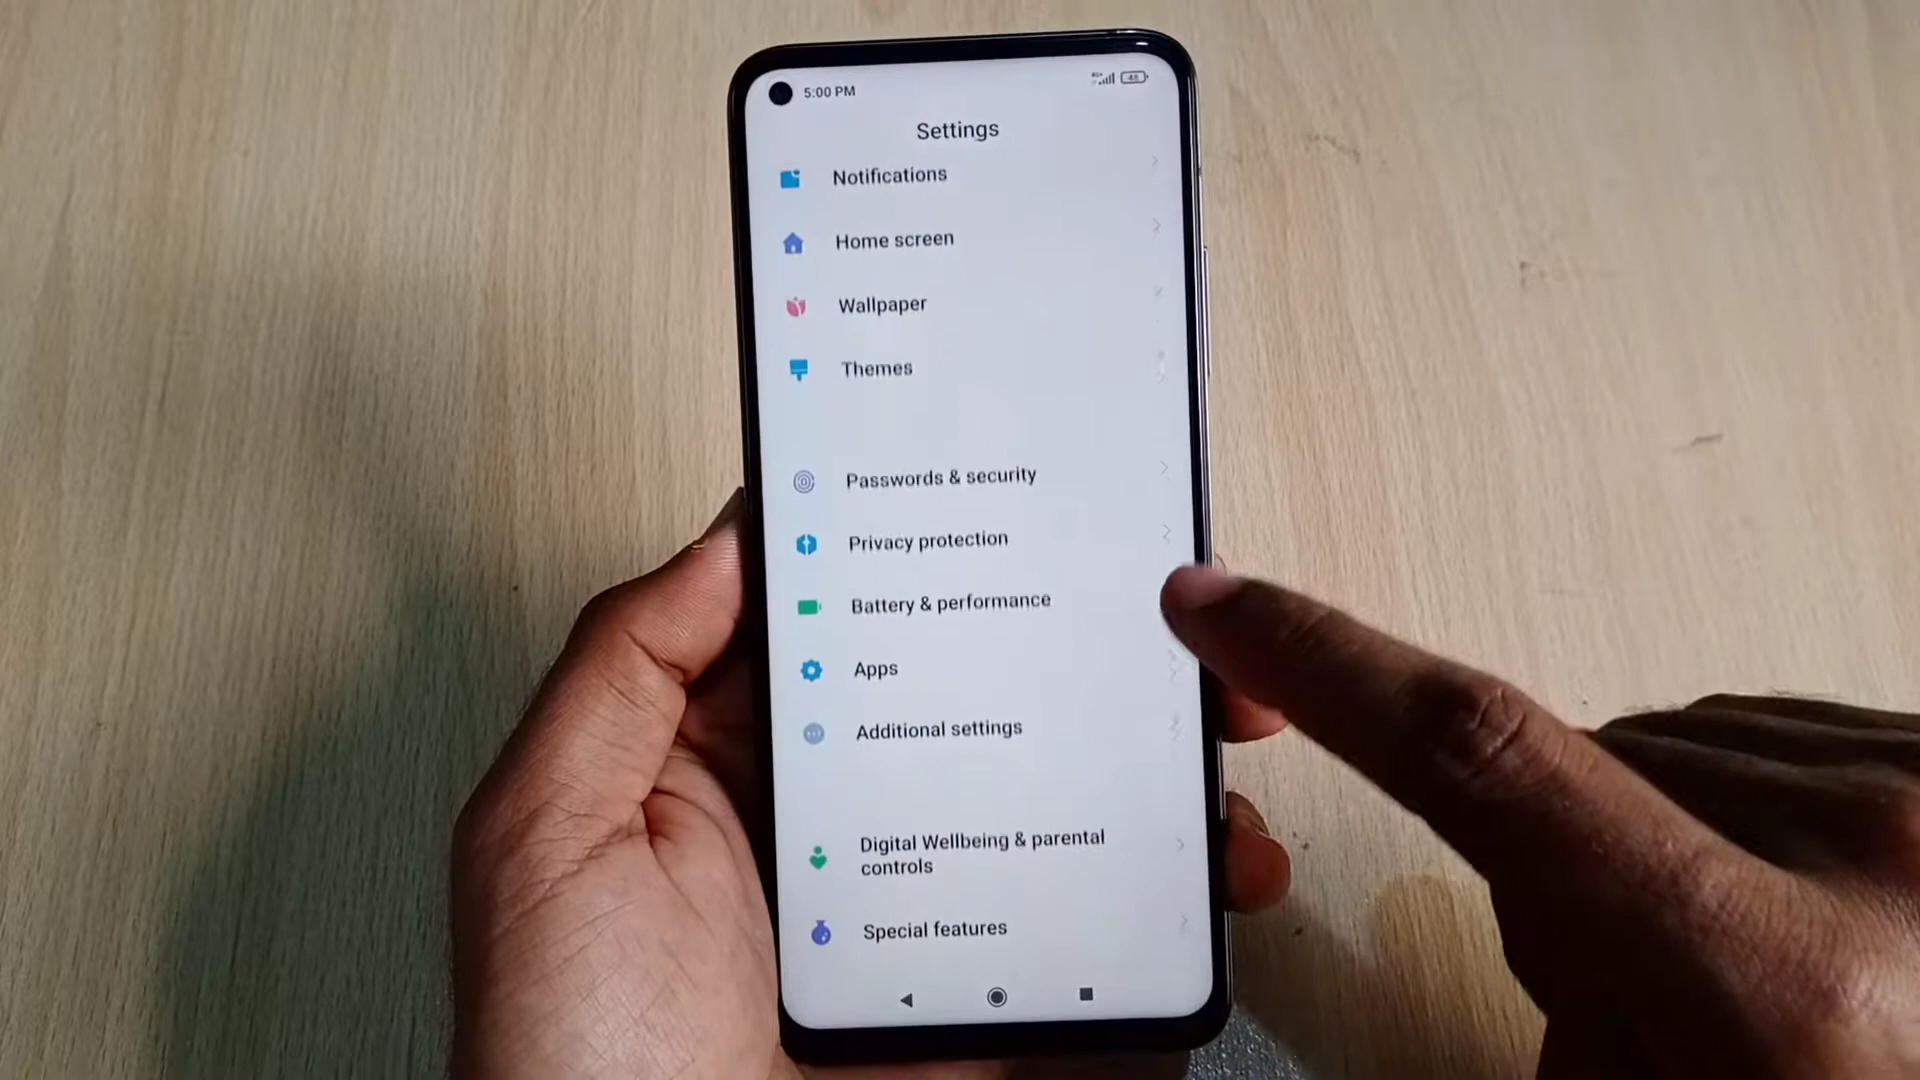 5:00 PM
Settings
Notifications
Home screen
Wallpaper
Themes
Passwords & security
Privacy protection
Battery & performance
Apps
Additional settings
Digital Wellbeing & parental
controls
Special features